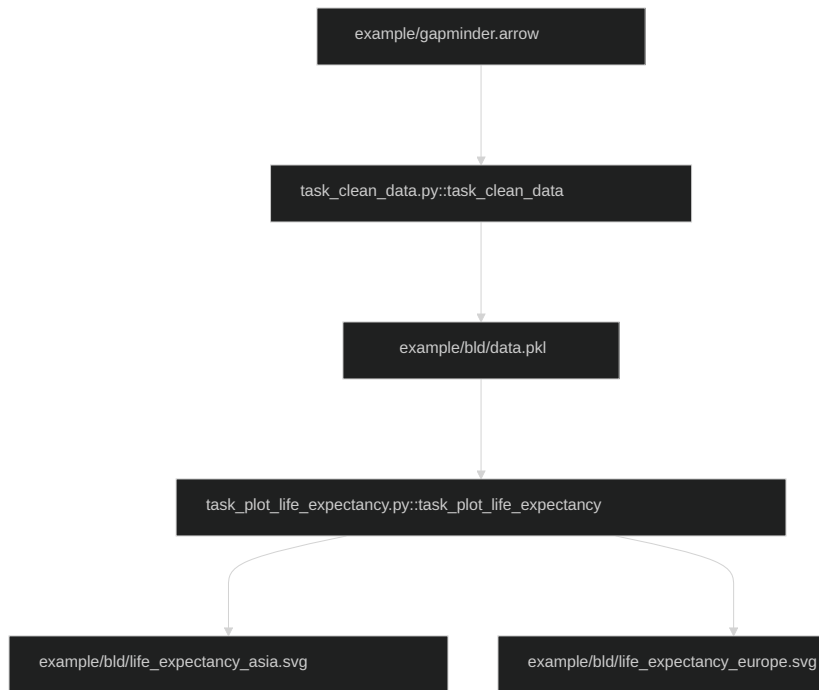 example/gapminder.arrow
task_clean_data.py::task_clean_data
example/bld/data.pkl
task_plot_life_expectancy.py::task_plot_life_expectancy
example/bld/life_expectancy_asia.svg
example/bld/life_expectancy_europe.svg